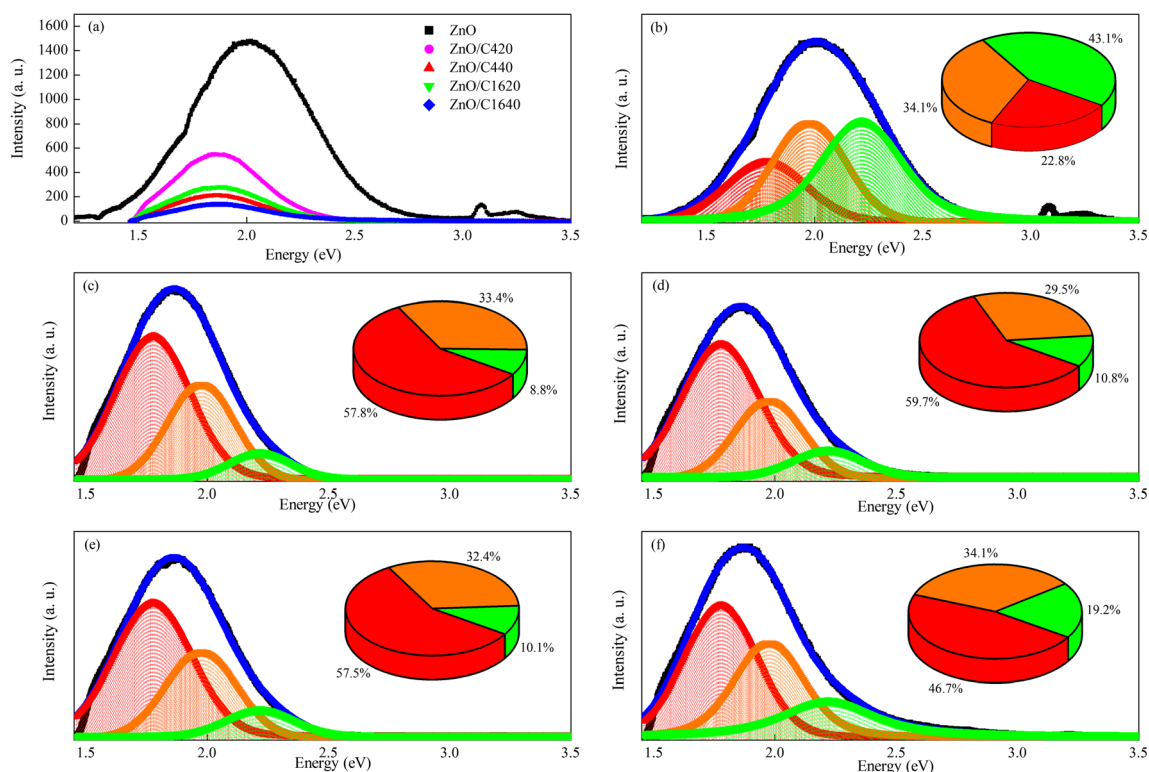 (a)
1600
1400
1200
1000
800
600
400
200
0
Intensity (a. u.)
1.5 2.0 2.5 3.0 3.5
Energy (eV)
ZnO
ZnO/C420
ZnO/C440
ZnO/C1620
ZnO/C1640
(b)
Intensity (a. u.)
43.1%
34.1%
22.8%
1.5 2.0 2.5 3.0 3.5
Energy (eV)
(c)
Intensity (a. u.)
33.4%
8.8%
57.8%
1.5 2.0 2.5 3.0 3.5
Energy (eV)
(d)
Intensity (a. u.)
29.5%
10.8%
59.7%
1.5 2.0 2.5 3.0 3.5
Energy (eV)
(e)
Intensity (a. u.)
32.4%
10.1%
57.5%
1.5 2.0 2.5 3.0 3.5
Energy (eV)
(f)
Intensity (a. u.)
34.1%
19.2%
46.7%
1.5 2.0 2.5 3.0 3.5
Energy (eV)